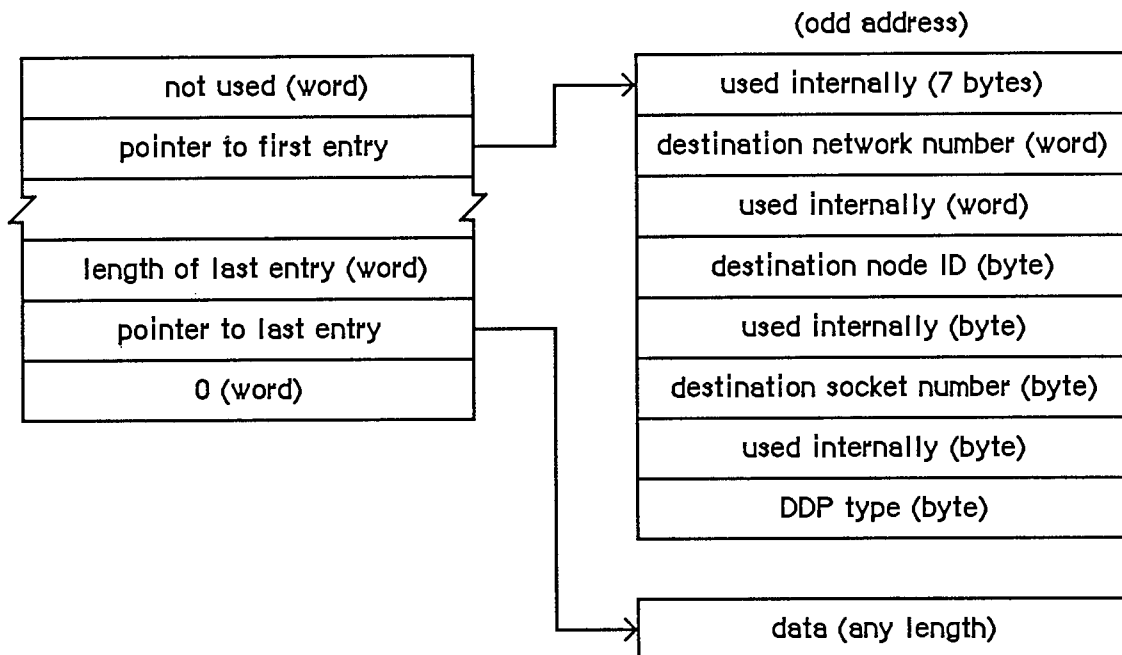 not used (word)
pointer to first entry
length of last entry (word)
pointer to last entry
0 (word)
(odd address)
used internally (7 bytes)
destination network number (word)
used internally (word)
destination node ID (byte)
used internally (byte)
destination socket number (byte)
used internally (byte)
DDP type (byte)
data (any length)